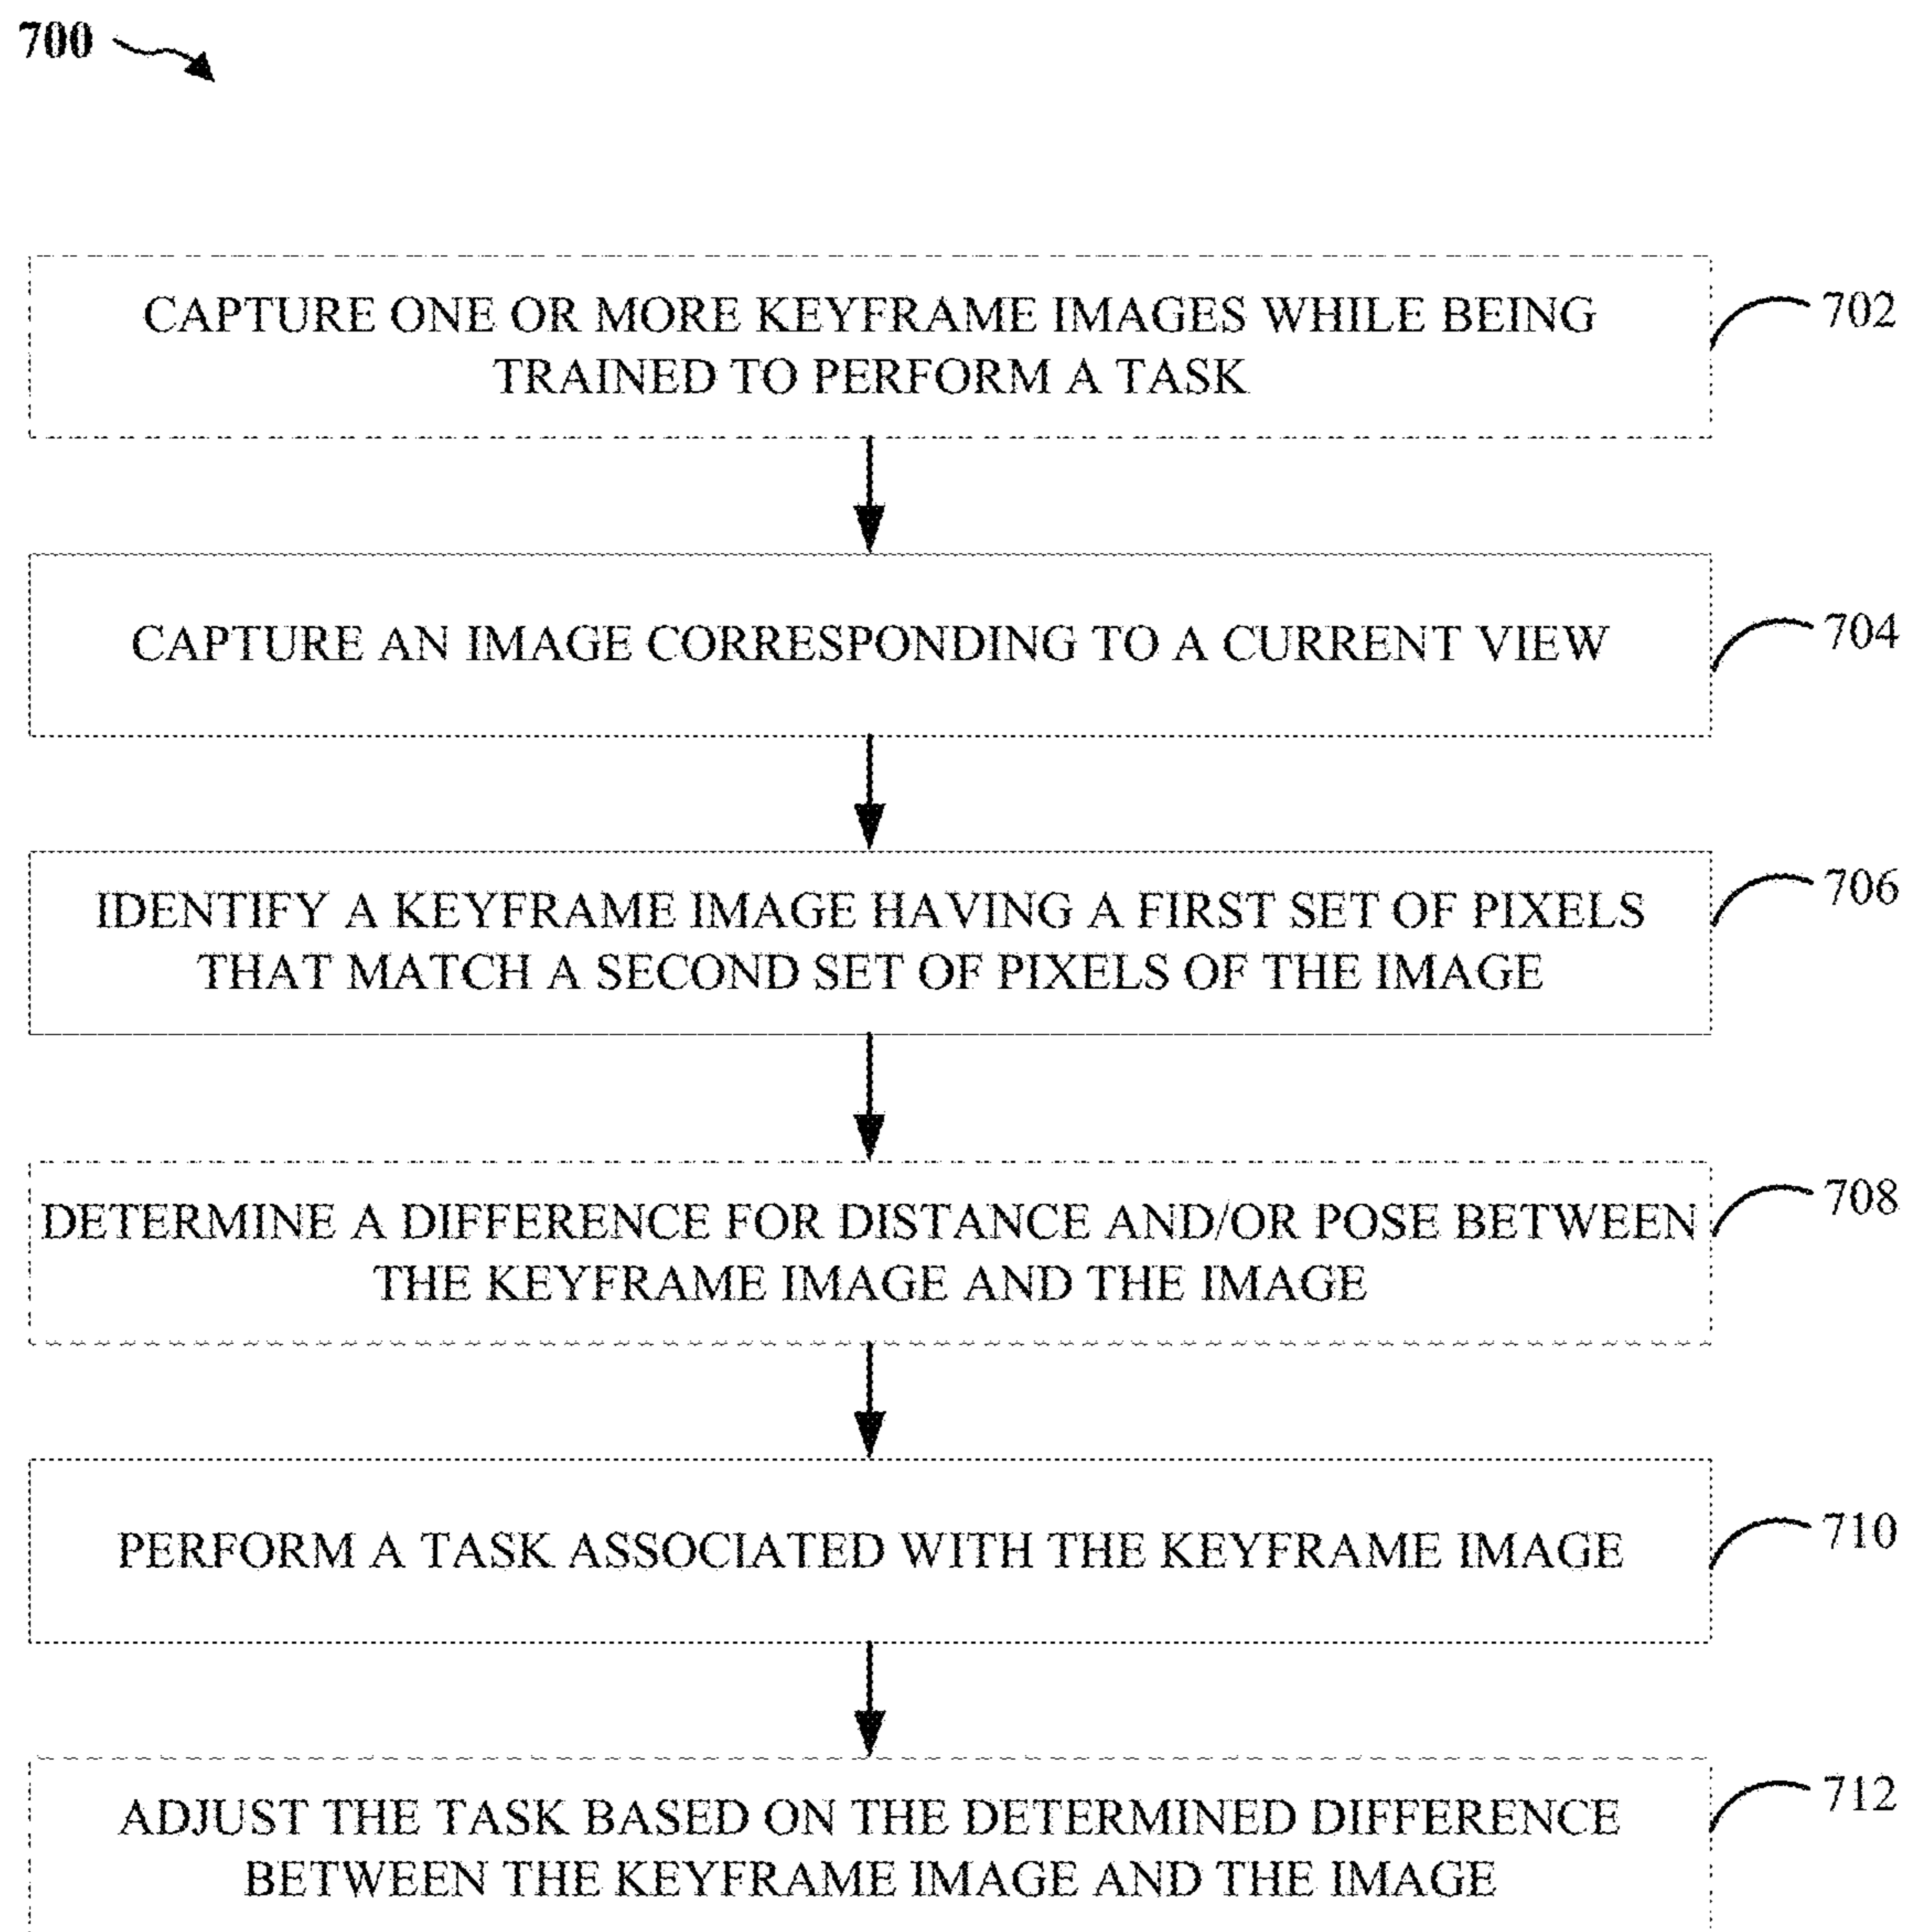 700
CAPTURE ONE OR MORE KEYFRAME IMAGES WHILE BEING
TRAINED TO PERFORM A TASK
702
CAPTURE AN IMAGE CORRESPONDING TO A CURRENT VIEW
704
IDENTIFY A KEYFRAME IMAGE HAVING A FIRST SET OF PIXELS
THAT MATCH A SECOND SET OF PIXELS OF THE IMAGE
706
DETERMINE A DIFFERENCE FOR DISTANCE AND/OR POSE BETWEEN
THE KEYFRAME IMAGE AND THE IMAGE
708
PERFORM A TASK ASSOCIATED WITH THE KEYFRAME IMAGE
710
ADJUST THE TASK BASED ON THE DETERMINED DIFFERENCE
BETWEEN THE KEYFRAME IMAGE AND THE IMAGE
712